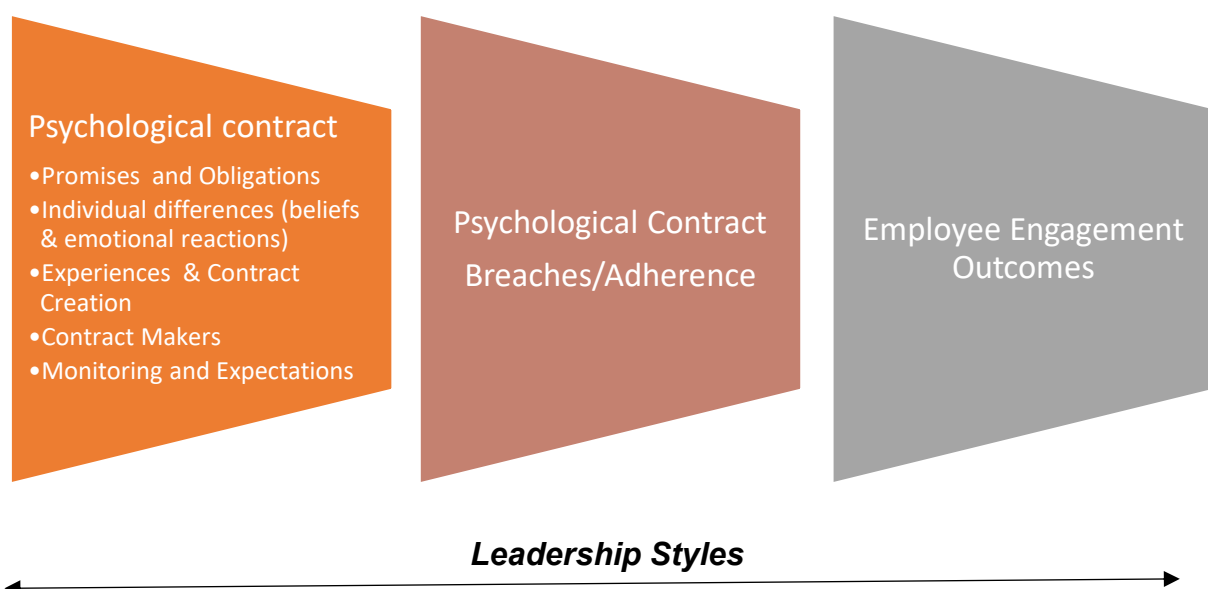 Psychological contract
•Promises and Obligations
•Individual differences (beliefs
& emotional reactions)
•Experiences & Contract
Creation
•Contract Makers
•Monitoring and Expectations
Psychological Contract
Breaches/Adherence
Employee Engagement
Outcomes
Leadership Styles